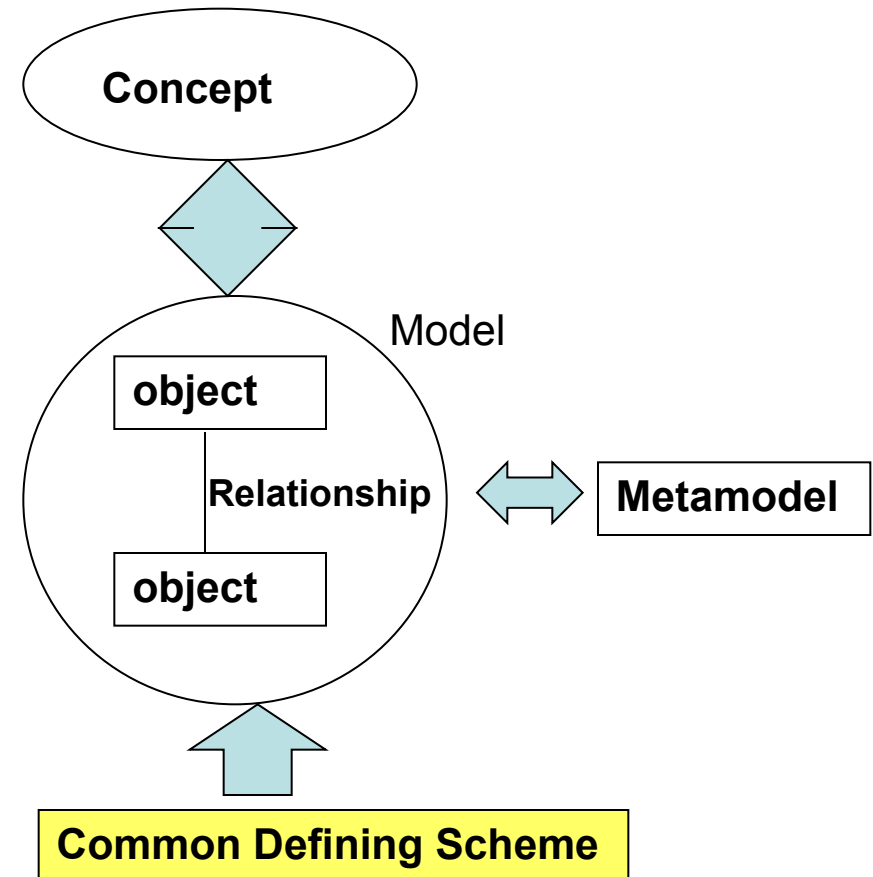 Concept
Model
object
Relationship
Metamodel
object
Common Defining Scheme